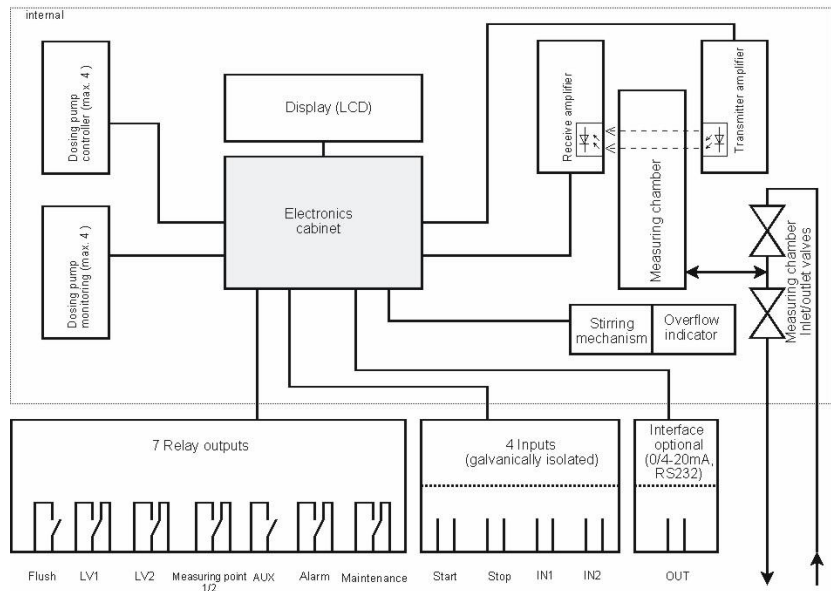 internal
Dosing pump
controller (max. 4)
Display (LCD)
Receive amplifier
Transmitter amplifier
Measuring chamber
Electronics
cabinet
Dosing pump
monitoring (max. 4)
Measuring chamber
Inlet/outlet valves
Stirring
mechanism
Overflow
indicator
7 Relay outputs
4 Inputs
(galvanically isolated)
Interface
optional
(0/4-20mA,
RS232)
Flush
LV1
LV2
Measuring point
1/2
AUX
Alarm
Maintenance
Start
Stop
IN1
IN2
OUT